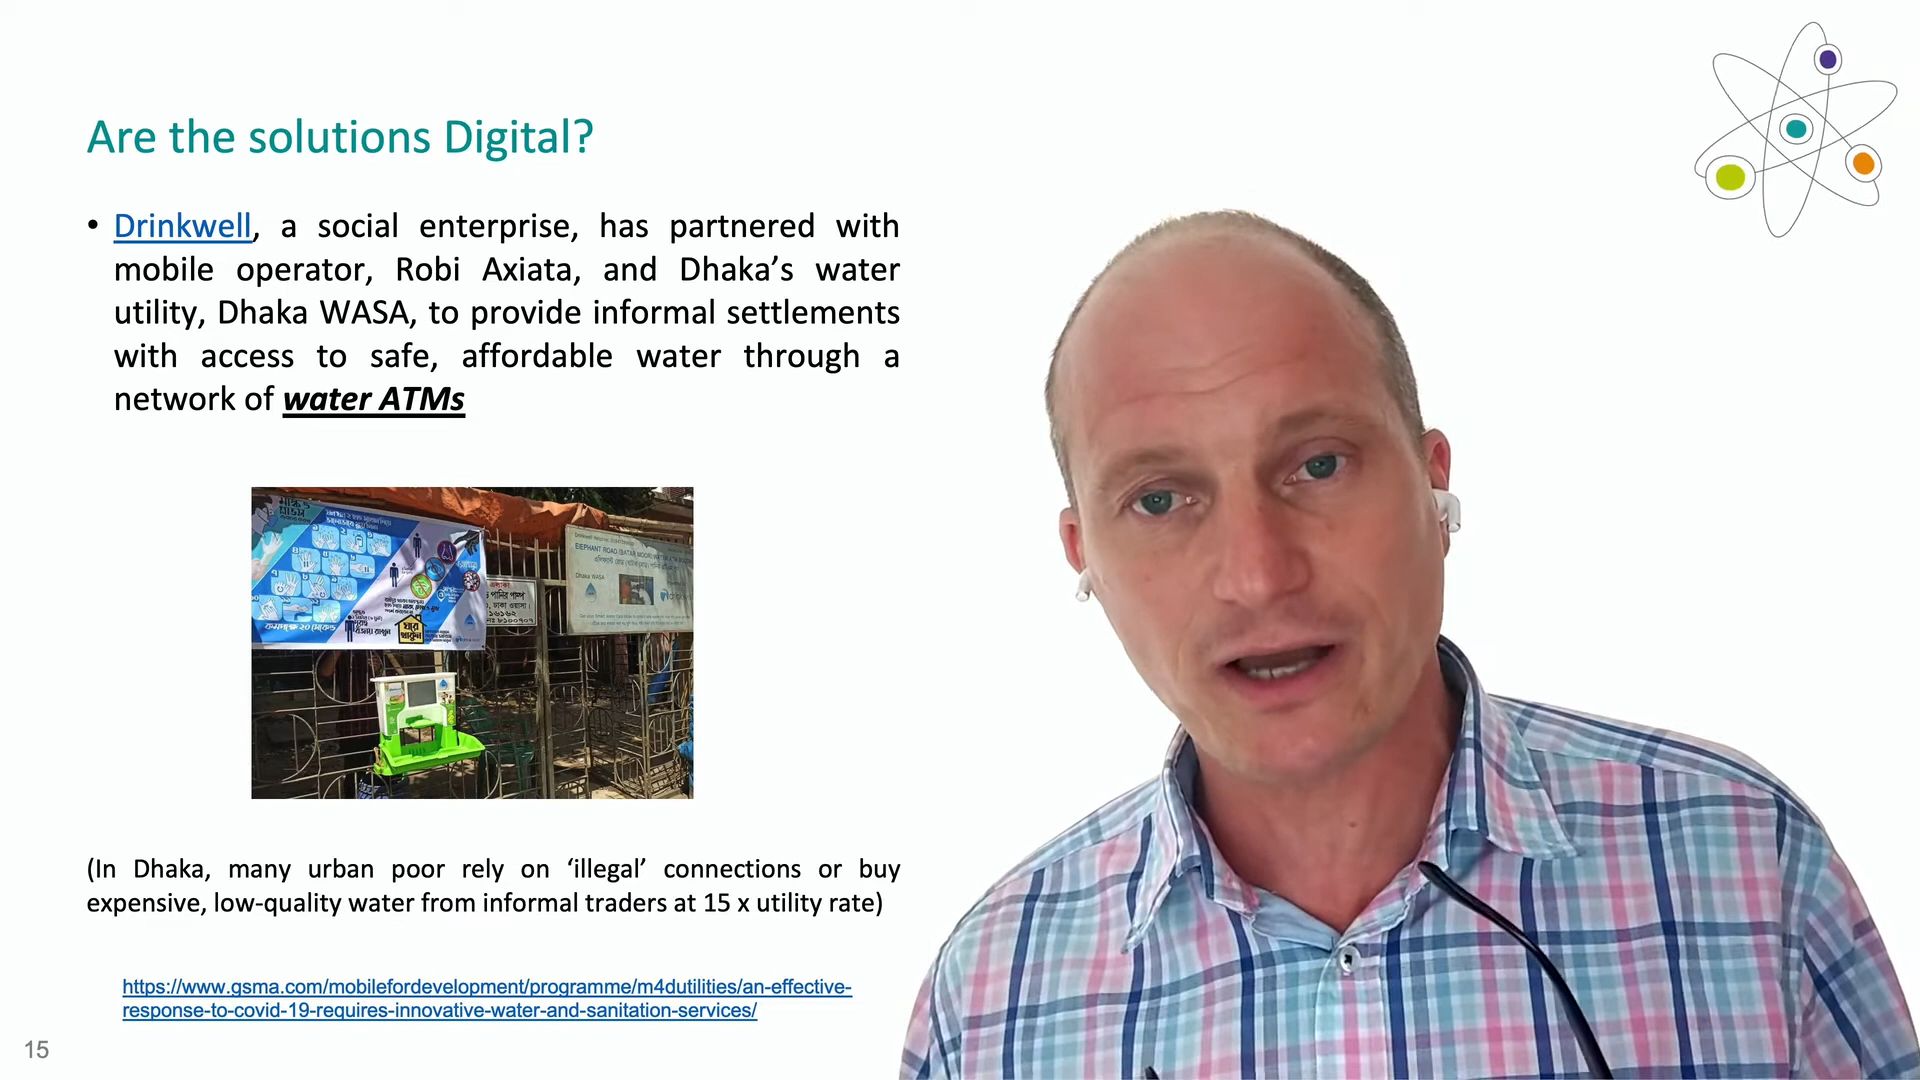 Are the solutions Digital?
• Drinkwell, a social enterprise, has partnered with
mobile operator, Robi Axiata, and Dhaka’s water
utility, Dhaka WASA, to provide informal settlements
with access to safe, affordable water through a
network of water ATMs
ELEPHANT ROAD
Dhaka WASA
(In Dhaka, many urban poor rely on ‘illegal’ connections or buy
expensive, low-quality water from informal traders at 15 x utility rate)
https://www.gsma.com/mobilefordevelopment/programme/m4dutilities/an-effective-
response-to-covid-19-requires-innovative-water-and-sanitation-services/
15